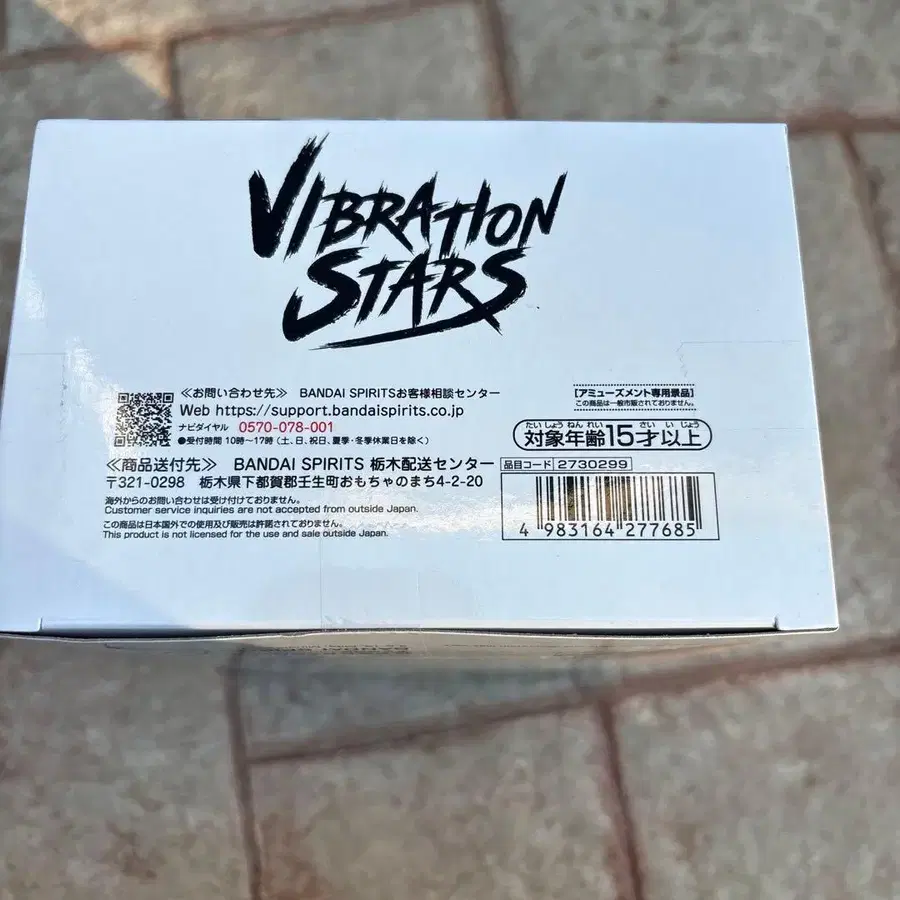 VIBRATION
STARS
≪お問い合わせ先≫ BANDAI SPIRITSお客様相談センター
Web https://support.bandaispirits.co.jp
ナビダイヤル 0570-078-001
●受付時間 10時〜17時(土、日、祝日、夏季・冬季休業日を除く)
≪商品送付先≫ BANDAI SPIRITS 栃木配送センター
〒321-0298 栃木県下都賀郡壬生町おもちゃのまち4-2-20
海外からのお問い合わせは受け付けておりません。
Customer service inquiries are not accepted from outside Japan.
この商品は日本国外での使用及び販売は許諾されておりません。
This product is not licensed for the use and sale outside Japan.
[アミューズメント専用景品]
この商品は一般市販されておりません。
たいしょうねんれい さい いじょう
対象年齢15才以上
品目コード 2730299
4 983164 277685